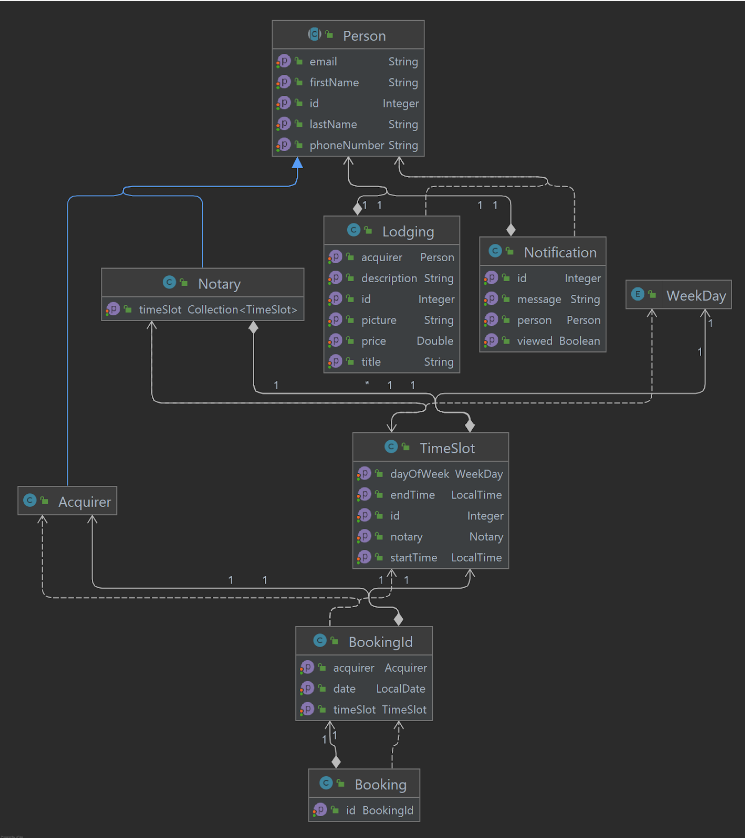 Person
email String
firstName String
id Integer
lastName String
phoneNumber String
1 1
1 1
Lodging
acquirer Person
description String
id Integer
picture String
price Double
title String
Notification
id Integer
message String
person Person
viewed Boolean
Notary
timeSlot Collection<TimeSlot>
WeekDay
1
1
1
* 1 1
TimeSlot
dayOfWeek WeekDay
endTime LocalTime
id Integer
notary Notary
startTime LocalTime
Acquirer
1 1
1 1
BookingId
acquirer Acquirer
date LocalDate
timeSlot TimeSlot
1 1
Booking
id BookingId